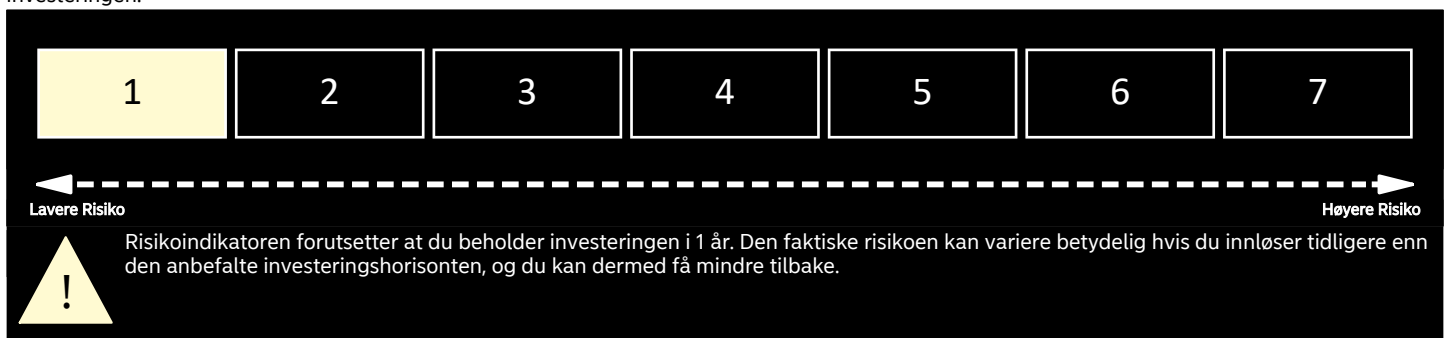 investeringen.
1 2 3 4 5 6 7
Lavere Risiko Høyere Risiko
Risikoindikatoren forutsetter at du beholder investeringen i 1 år. Den faktiske risikoen kan variere betydelig hvis du innløser tidligere enn
den anbefalte investeringshorisonten, og du kan dermed få mindre tilbake.
!